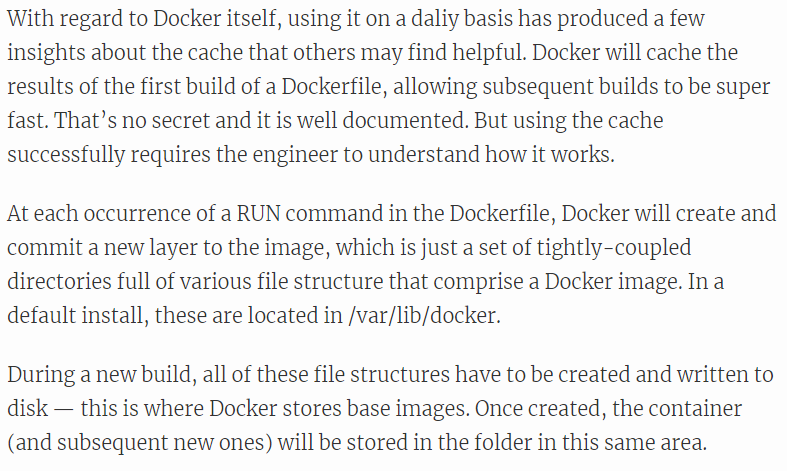 With regard to Docker itself, using it on a daliy basis has produced a few
insights about the cache that others may find helpful. Docker will cache the
results of the first build of a Dockerfile, allowing subsequent builds to be super
fast. That’s no secret and it is well documented. But using the cache
successfully requires the engineer to understand how it works.
At each occurrence of a RUN command in the Dockerfile, Docker will create and
commit a new layer to the image, which is just a set of tightly-coupled
directories full of various file structure that comprise a Docker image. In a
default install, these are located in /var/lib/docker.
During a new build, all of these file structures have to be created and written to
disk — this is where Docker stores base images. Once created, the container
(and subsequent new ones) will be stored in the folder in this same area.